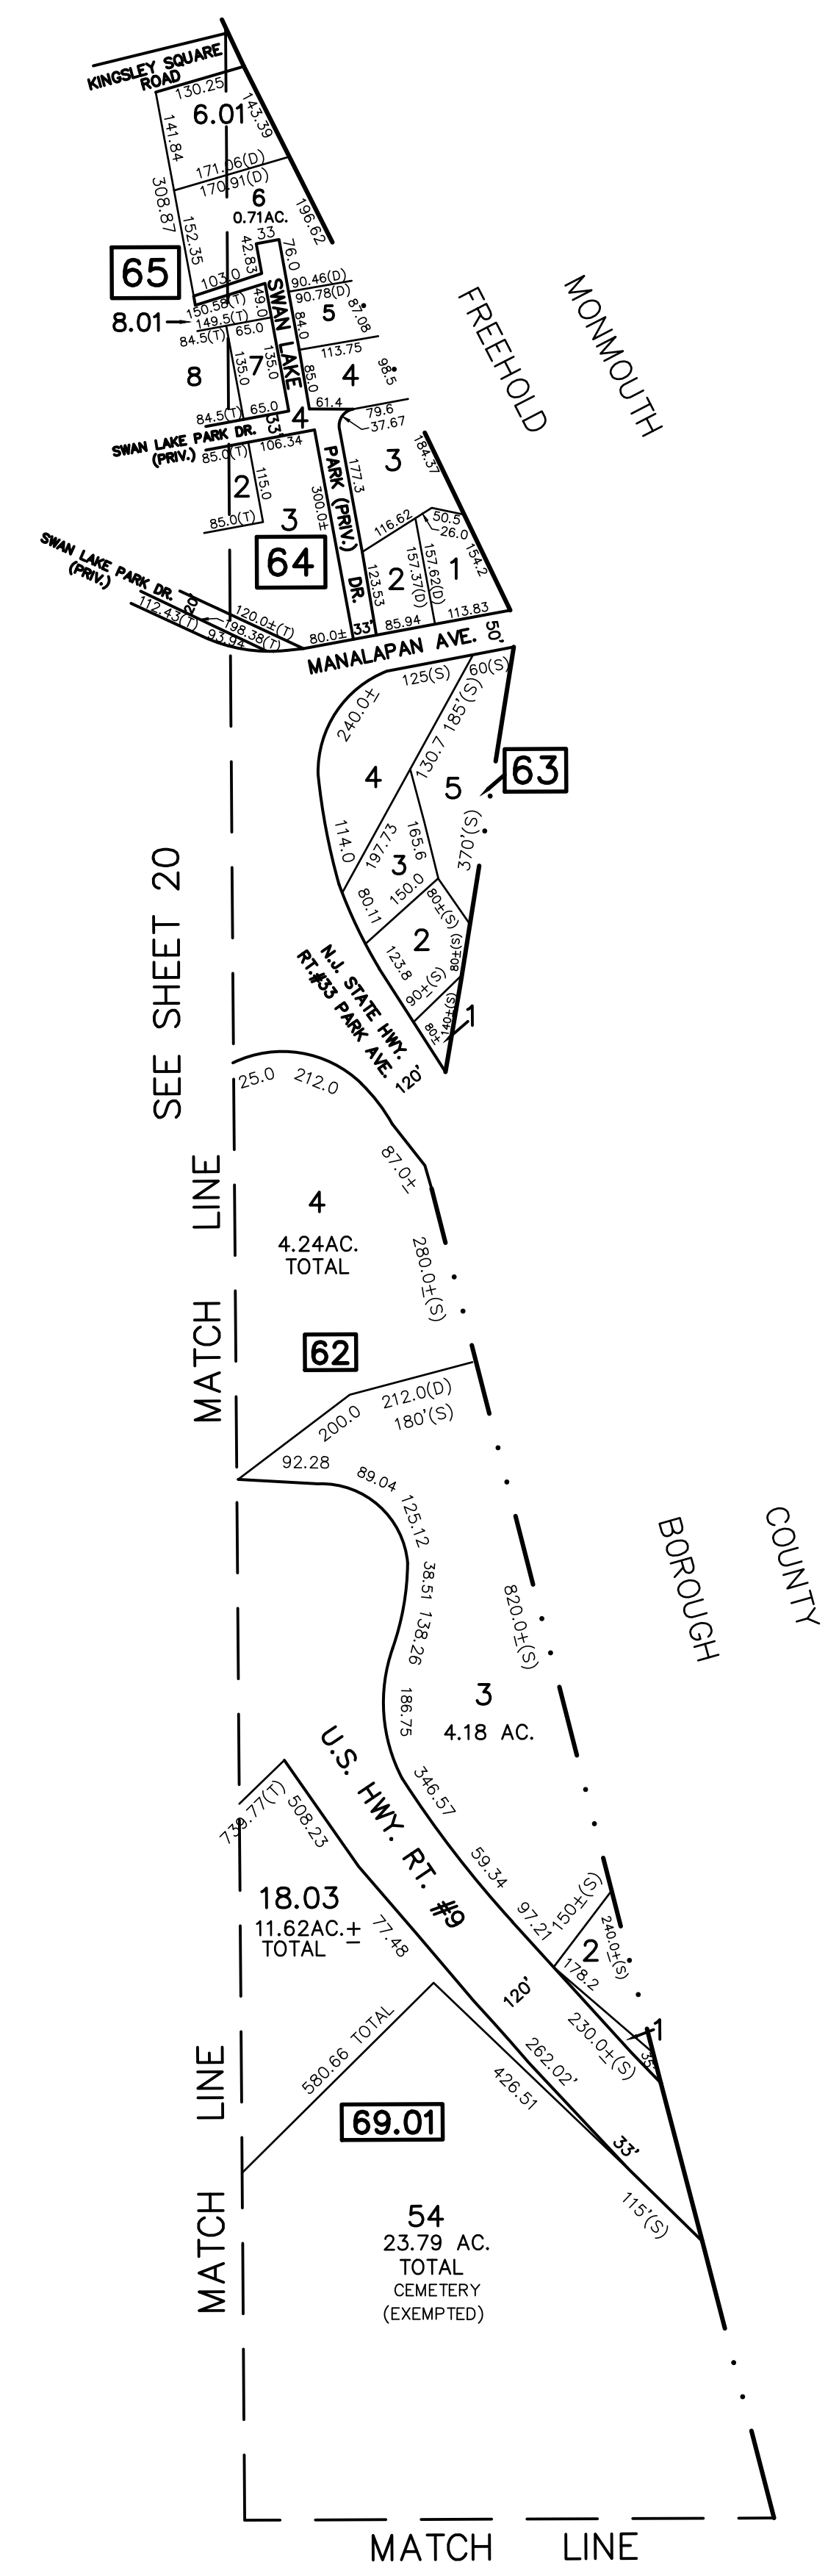 KINGSLEY SQUARE
ROAD
130.25
143.39
6.01
141.84
171.06(D)
170.91(D)
308.87
152.35
6
0.71AC.
196.62
33
42.83
76.0
65
103.0
90.46(D)
90.78(D)
150.58(T)
49.0
SWAN LAKE
8.01
149.5(T)
84.5(T)
65.0
84.0
5
87.08
113.75
8
135.0
7
135.0
85.0
4
98.5
84.5(T)
65.0
61.4
79.6
37.67
SWAN LAKE PARK DR.
(PRIV.)
33'
4
85.0(T)
106.34
184.37
2
115.0
3
300.0±
PARK (PRIV.) DR.
177.3
3
85.0(T)
116.62
50.5
26.0
64
123.53
2
157.37(D)
157.62(D)
1
154.2
SWAN LAKE PARK DR.
(PRIV.)
20'
112.43(T)
93.94
198.38(T)
120.0±(T)
80.0±
33'
85.94
113.83
MANALAPAN AVE.
50'
FREEHOLD
MONMOUTH
125(S)
60(S)
240.0±
185'(S)
130.7
4
5
63
370'(S)
114.0
197.73
165.6
3
150.0
80.11
80±(S)
2
80±(S)
123.8
90±(S)
140±(S)
80±
1
N.J. STATE HWY.
RT.#33 PARK AVE.
120'
SEE SHEET 20
MATCH LINE
25.0
212.0
87.0±
4
4.24AC.
TOTAL
280.0±(S)
62
212.0(D)
180'(S)
200.0
92.28
89.04
125.12
38.51
138.26
186.75
820.0±(S)
3
4.18 AC.
BOROUGH
COUNTY
346.57
U.S. HWY. RT. #9
739.77(T)
508.23
59.34
97.21
150±(S)
18.03
11.62AC.±
TOTAL
77.48
2
240.0±(S)
178.2
120'
1
35'
230.0±(S)
262.02'
580.66 TOTAL
426.51
69.01
33'
115'(S)
MATCH LINE
54
23.79 AC.
TOTAL
CEMETERY
(EXEMPTED)
MATCH LINE